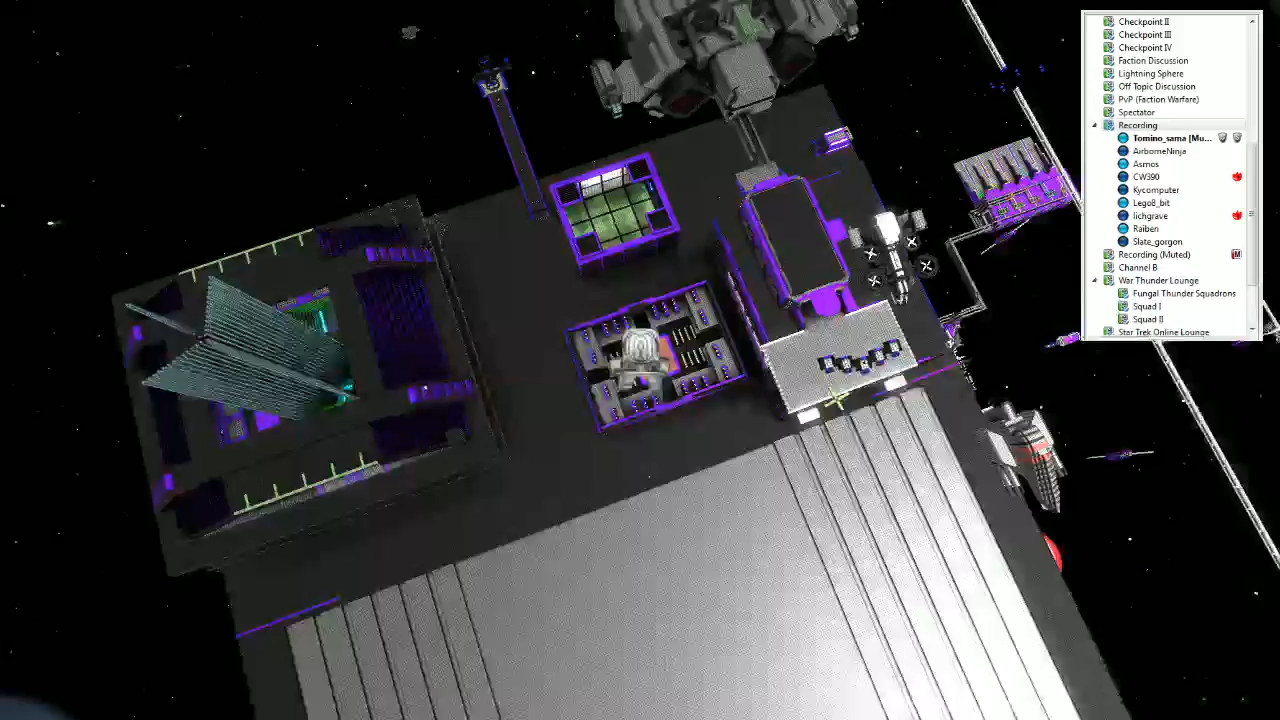 Checkpoint II
Checkpoint III
Checkpoint IV
Faction Discussion
Lightning Sphere
Off Topic Discussion
PvP (Faction Warfare)
Spectator
Recording
Tomino_sama [Mu...
AirborneNinja
Asmos
CW390
Kycomputer
Lego8_bit
lichgrave
Raiben
Slate_gorgon
Recording (Muted)
Channel B
War Thunder Lounge
Fungal Thunder Squadrons
Squad I
Squad II
Star Trek Online Lounge